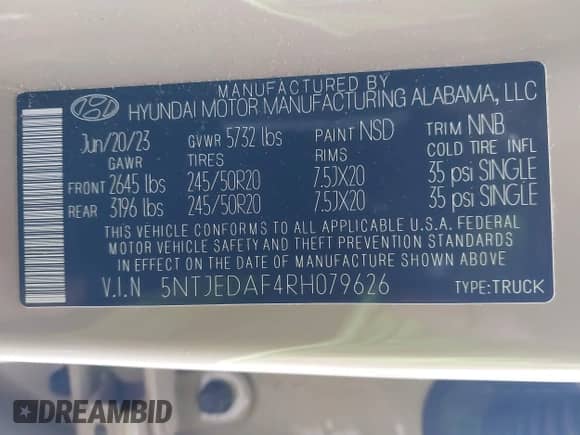 MANUFACTURED BY
HYUNDAI MOTOR MANUFACTURING ALABAMA, LLC
Jun/20/23 GVWR 5732 lbs PAINT NSD TRIM NNB
GAWR TIRES RIMS COLD TIRE INFL
FRONT 2645 lbs 245/50R20 7.5JX20 35 psi SINGLE
REAR 3196 lbs 245/50R20 7.5JX20 35 psi SINGLE
THIS VEHICLE CONFORMS TO ALL APPLICABLE U.S.A. FEDERAL
MOTOR VEHICLE SAFETY AND THEFT PREVENTION
STANDARDS IN EFFECT ON THE DATE OF MANUFACTURE SHOWN ABOVE
V.I.N 5NTJEDAF4RH079626 TYPE:TRUCK
DREAMBID